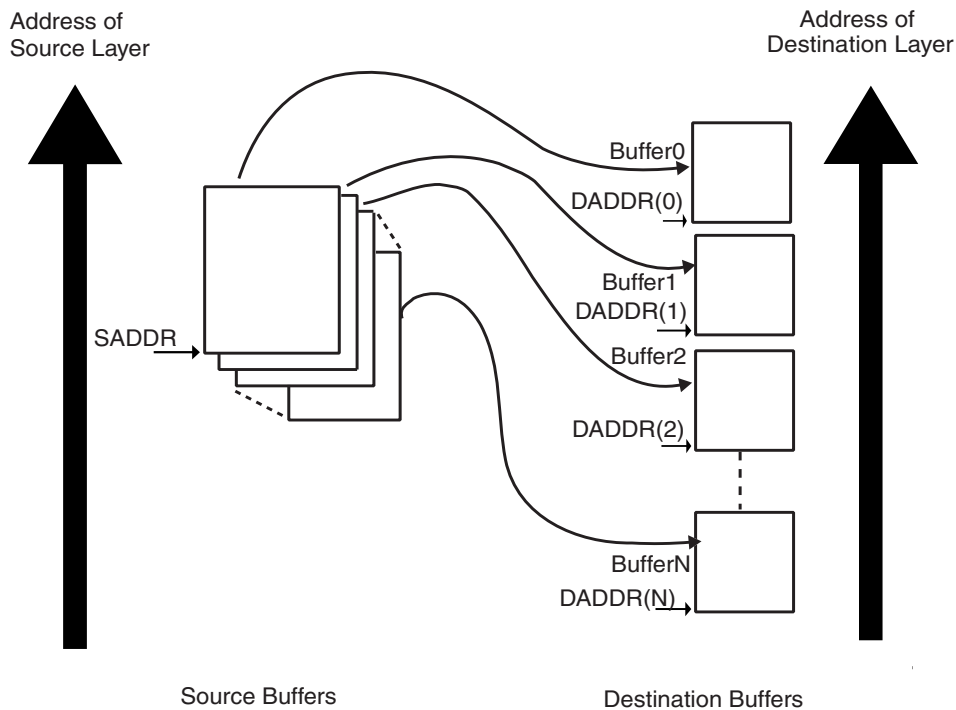 Address of
Source Layer
Address of
Destination Layer
Buffer0
DADDR(0)
Buffer1
DADDR(1)
SADDR
Buffer2
DADDR(2)
BufferN
DADDR(N)
Source Buffers
Destination Buffers